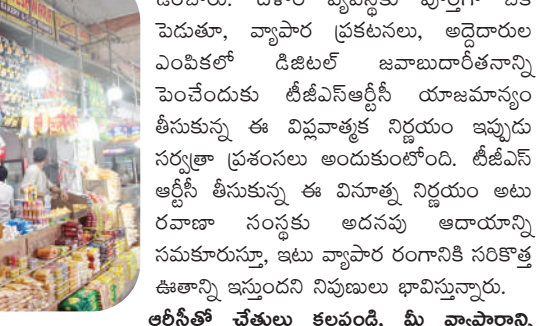 పెడుతూ, వ్యాపార ప్రకటనలు, అద్దెదారుల
ఎంపికలో డిజిటల్ జవాబుదారీతనాన్ని
పెంచేందుకు టీజీఎస్ఆర్టీసీ యాజమాన్యం
తీసుకున్న ఈ విప్లవాత్మక నిర్ణయం ఇప్పుడు
సర్వత్రా ప్రశంసలు అందుకుంటోంది. టీజీఎస్
ఆర్టీసీ తీసుకున్న ఈ వినూత్న నిర్ణయం అటు
రవాణా సంస్థకు అదనపు ఆదాయాన్ని
సమకూరుస్తూ, ఇటు వ్యాపార రంగానికి సరికొత్త
ఊతాన్ని ఇస్తుందని నిపుణులు భావిస్తున్నారు.
ఆర్టీసీతో చేతులు కలపండి, మీ వ్యాపారాన్ని